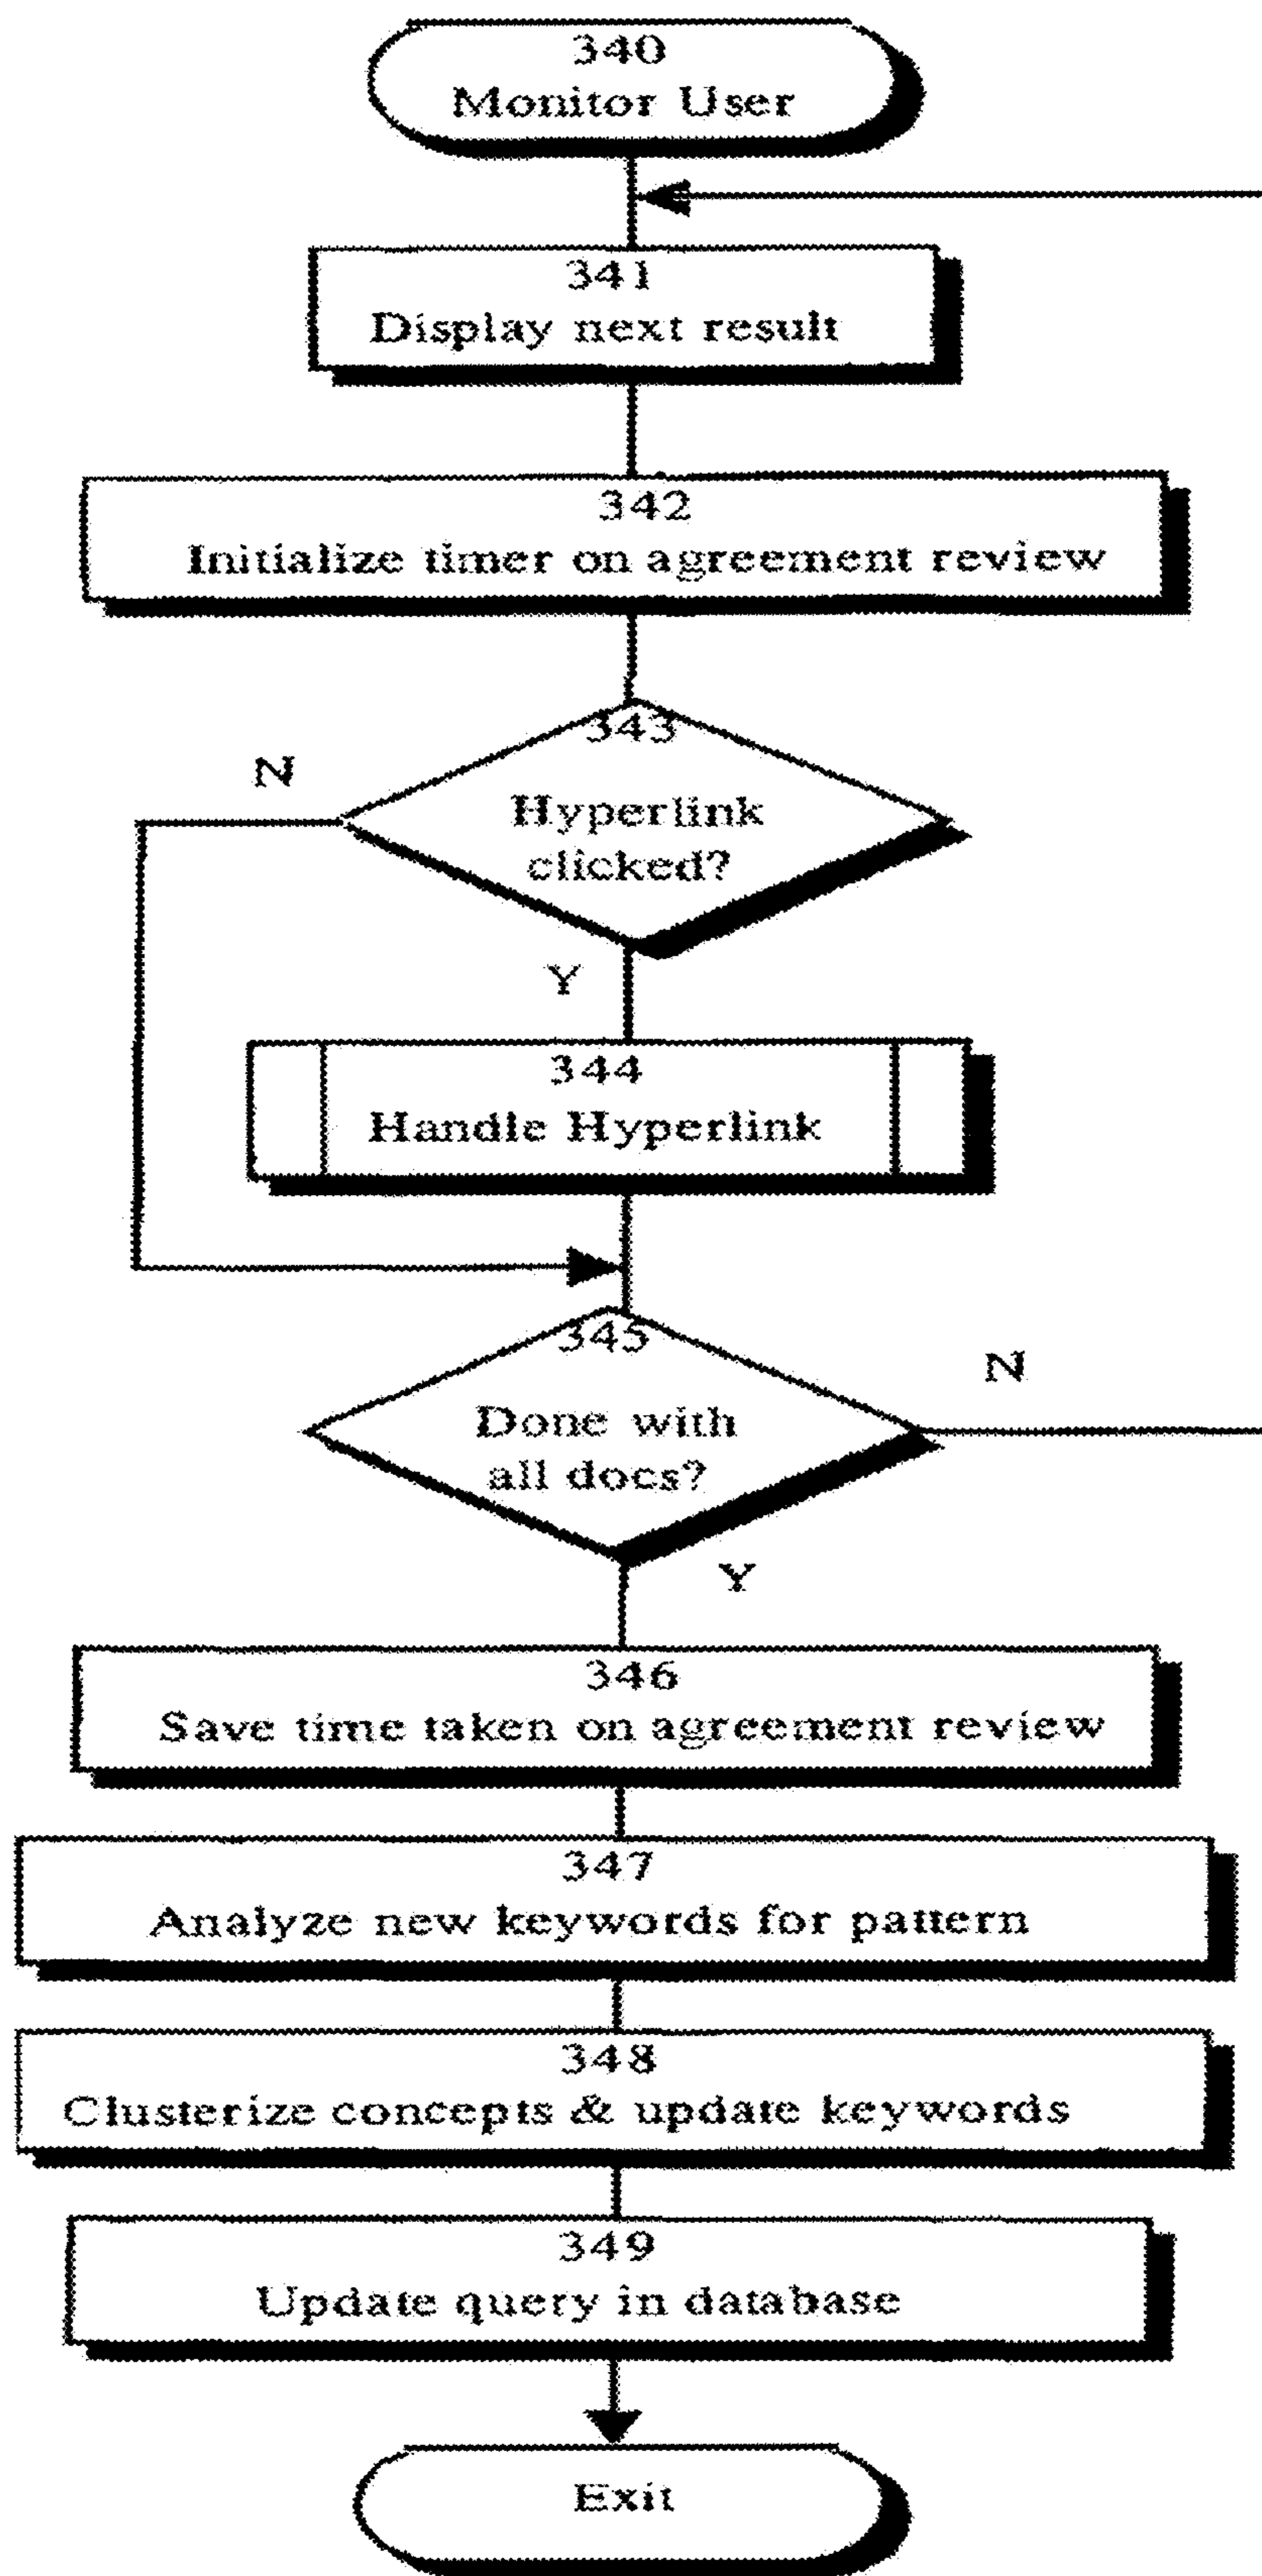 340
Monitor User
341
Display next result
342
Initialize timer on agreement review
343
N
Hyperlink
clicked?
Y
344
Handle Hyperlink
345
N
Done with
all docs?
Y
346
Save time taken on agreement review
347
Analyze new keywords for pattern
348
Clusterize concepts & update keywords
349
Update query in database
Exit